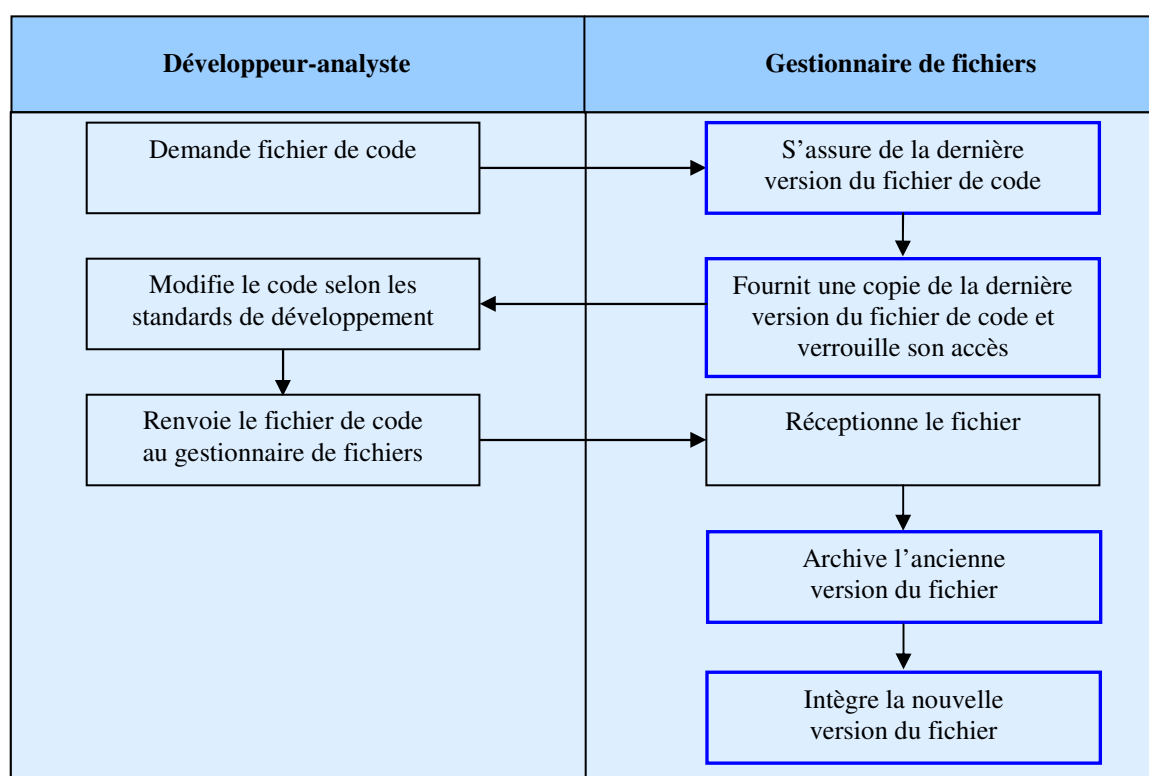 Développeur-analyste
Gestionnaire de fichiers
Demande fichier de code
S’assure de la dernière
version du fichier de code
Modifie le code selon les
standards de développement
Fournit une copie de la dernière
version du fichier de code et
verrouille son accès
Renvoie le fichier de code
au gestionnaire de fichiers
Réceptionne le fichier
Archive l’ancienne
version du fichier
Intègre la nouvelle
version du fichier